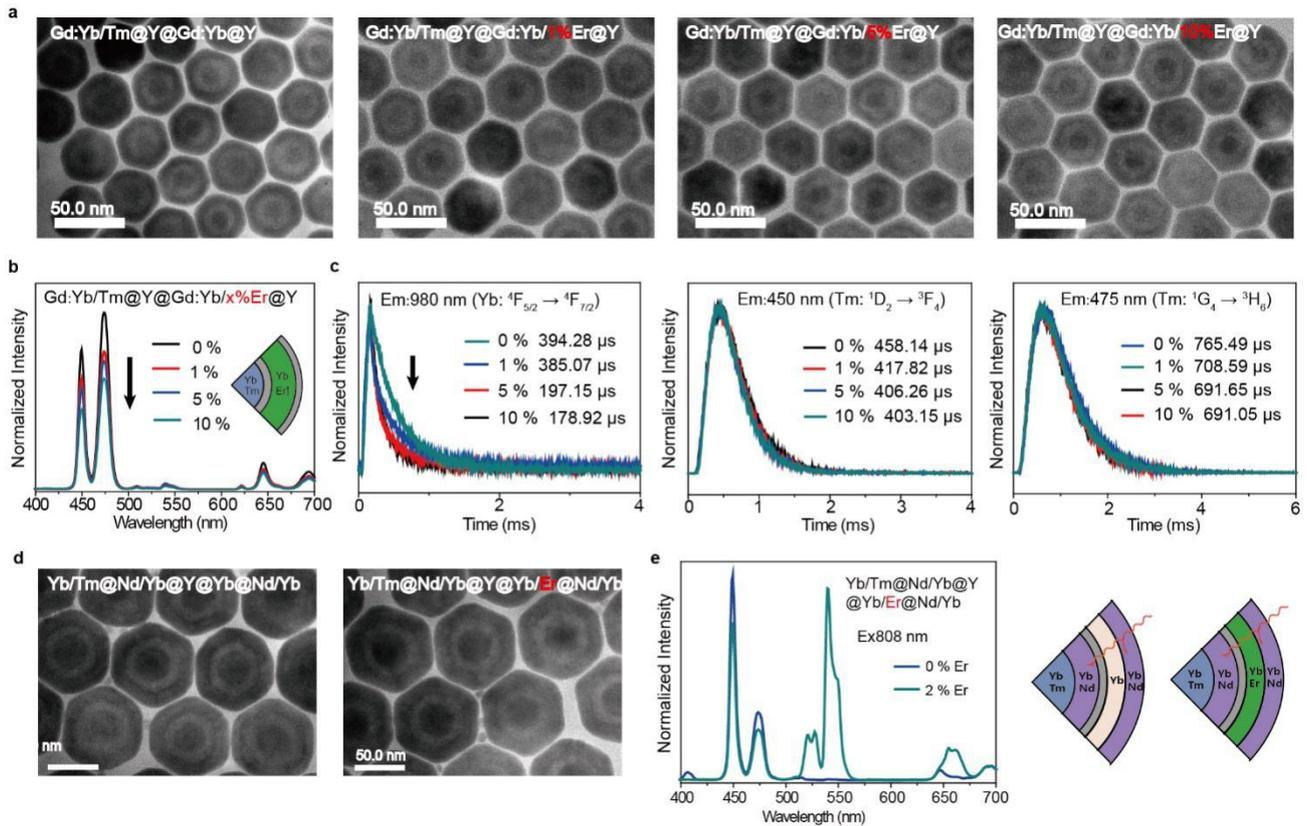 a
Gd:Yb/Tm@Y@Gd:Yb@Y
50.0 nm
Gd:Yb/Tm@Y@Gd:Yb/1%Er@Y
50.0 nm
Gd:Yb/Tm@Y@Gd:Yb/5%Er@Y
50.0 nm
Gd:Yb/Tm@Y@Gd:Yb/10%Er@Y
50.0 nm
b
Gd:Yb/Tm@Y@Gd:Yb/x%Er@Y
0 %
1 %
5 %
10 %
Yb
Tm
Yb
Er↑
Normalized Intensity
400 450 500 550 600 650 700
Wavelength (nm)
c
Em:980 nm (Yb: ⁴F₅/₂ → ⁴F₇/₂)
0 % 394.28 µs
1 % 385.07 µs
5 % 197.15 µs
10 % 178.92 µs
Normalized Intensity
0 2 4
Time (ms)
Em:450 nm (Tm: ¹D₂ → ³F₄)
0 % 458.14 µs
1 % 417.82 µs
5 % 406.26 µs
10 % 403.15 µs
Normalized Intensity
0 1 2 3 4
Time (ms)
Em:475 nm (Tm: ¹G₄ → ³H₆)
0 % 765.49 µs
1 % 708.59 µs
5 % 691.65 µs
10 % 691.05 µs
Normalized Intensity
0 2 4 6
Time (ms)
d
Yb/Tm@Nd/Yb@Y@Yb@Nd/Yb
nm
Yb/Tm@Nd/Yb@Y@Yb/Er@Nd/Yb
50.0 nm
e
Yb/Tm@Nd/Yb@Y
@Yb/Er@Nd/Yb
Ex808 nm
0 % Er
2 % Er
Normalized Intensity
400 450 500 550 600 650 700
Wavelength (nm)
Yb
Tm
Yb
Nd
Yb
Yb
Nd
Yb
Tm
Yb
Nd
Yb
Er
Yb
Nd